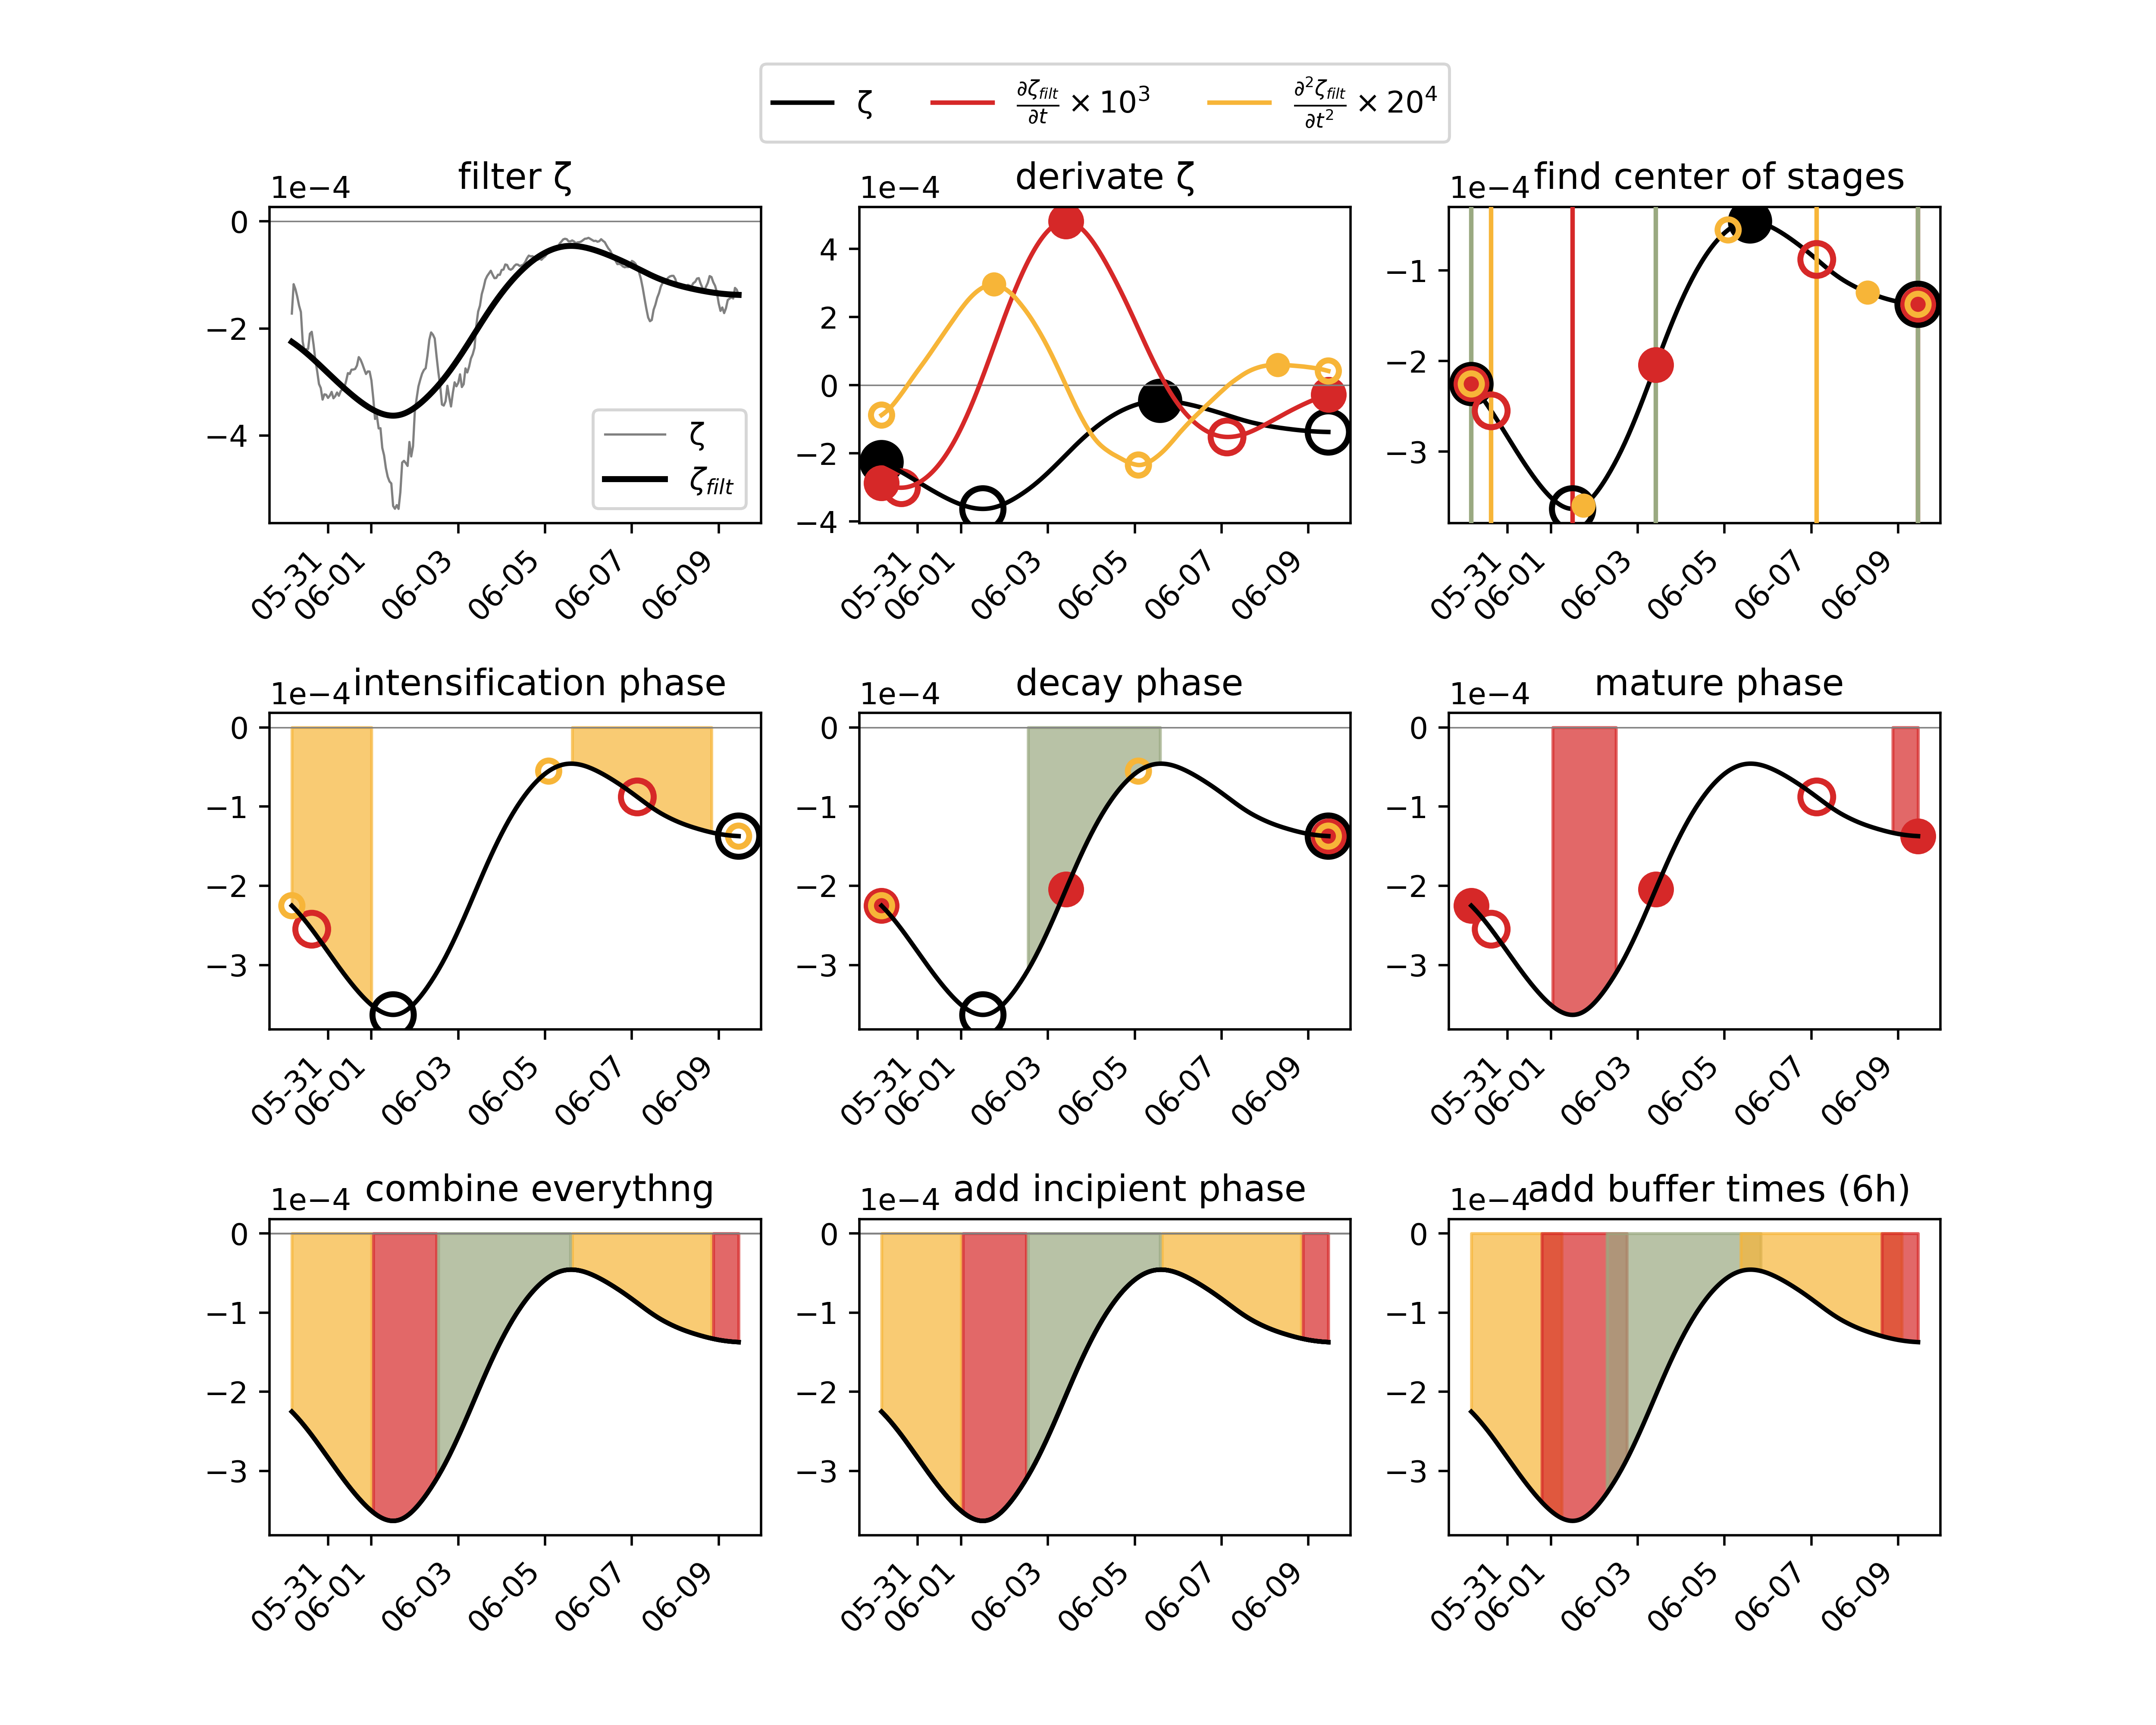 ζ ∂ζ_filt/∂t × 10³ ∂²ζ_filt/∂t² × 20⁴
filter ζ
1e−4
0
−2
−4
ζ
ζ_filt
05-31 06-01 06-03 06-05 06-07 06-09
derivate ζ
1e−4
4
2
0
−2
−4
05-31 06-01 06-03 06-05 06-07 06-09
find center of stages
1e−4
−1
−2
−3
05-31 06-01 06-03 06-05 06-07 06-09
intensification phase
1e−4
0
−1
−2
−3
05-31 06-01 06-03 06-05 06-07 06-09
decay phase
1e−4
0
−1
−2
−3
05-31 06-01 06-03 06-05 06-07 06-09
mature phase
1e−4
0
−1
−2
−3
05-31 06-01 06-03 06-05 06-07 06-09
combine everythng
1e−4
0
−1
−2
−3
05-31 06-01 06-03 06-05 06-07 06-09
add incipient phase
1e−4
0
−1
−2
−3
05-31 06-01 06-03 06-05 06-07 06-09
add buffer times (6h)
1e−4
0
−1
−2
−3
05-31 06-01 06-03 06-05 06-07 06-09